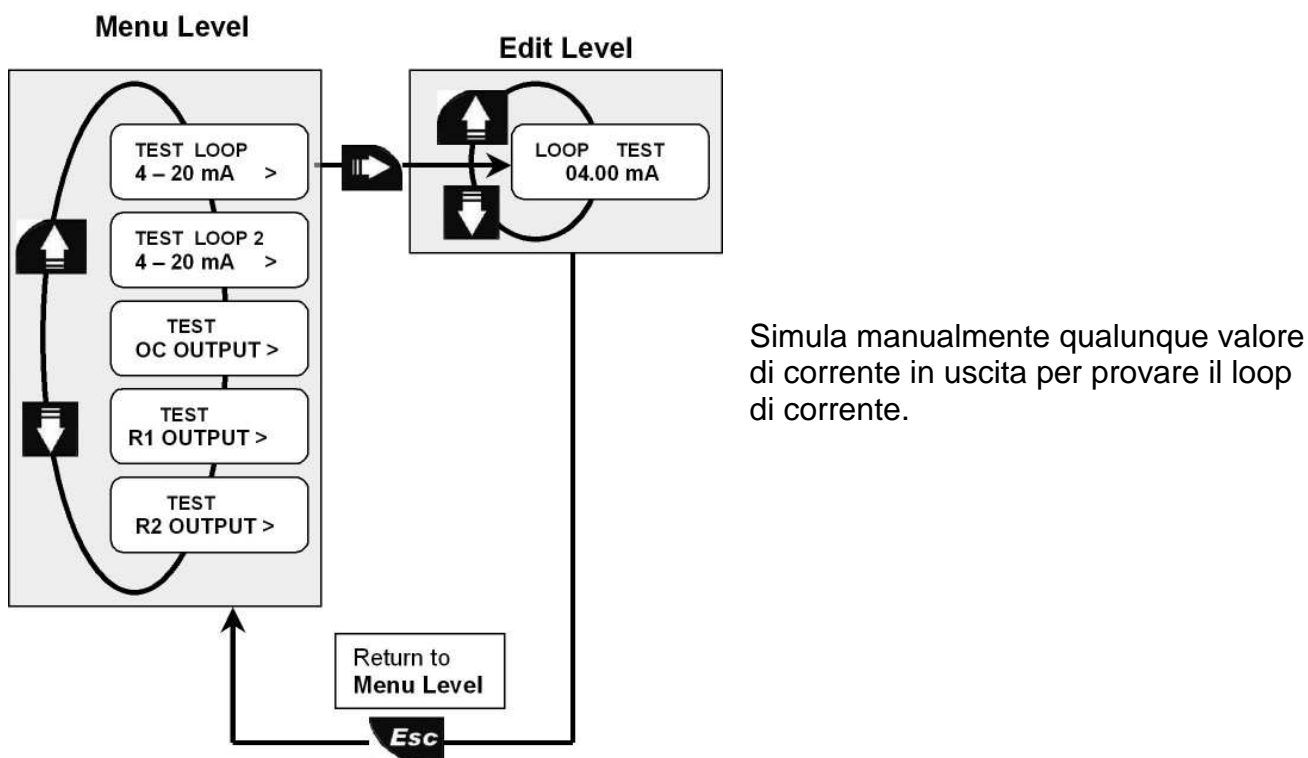 Menu Level
TEST LOOP
4 – 20 mA >
TEST LOOP 2
4 – 20 mA >
TEST
OC OUTPUT >
TEST
R1 OUTPUT >
TEST
R2 OUTPUT >
Edit Level
LOOP TEST
04.00 mA
Return to
Menu Level
Esc
Simula manualmente qualunque valore
di corrente in uscita per provare il loop
di corrente.